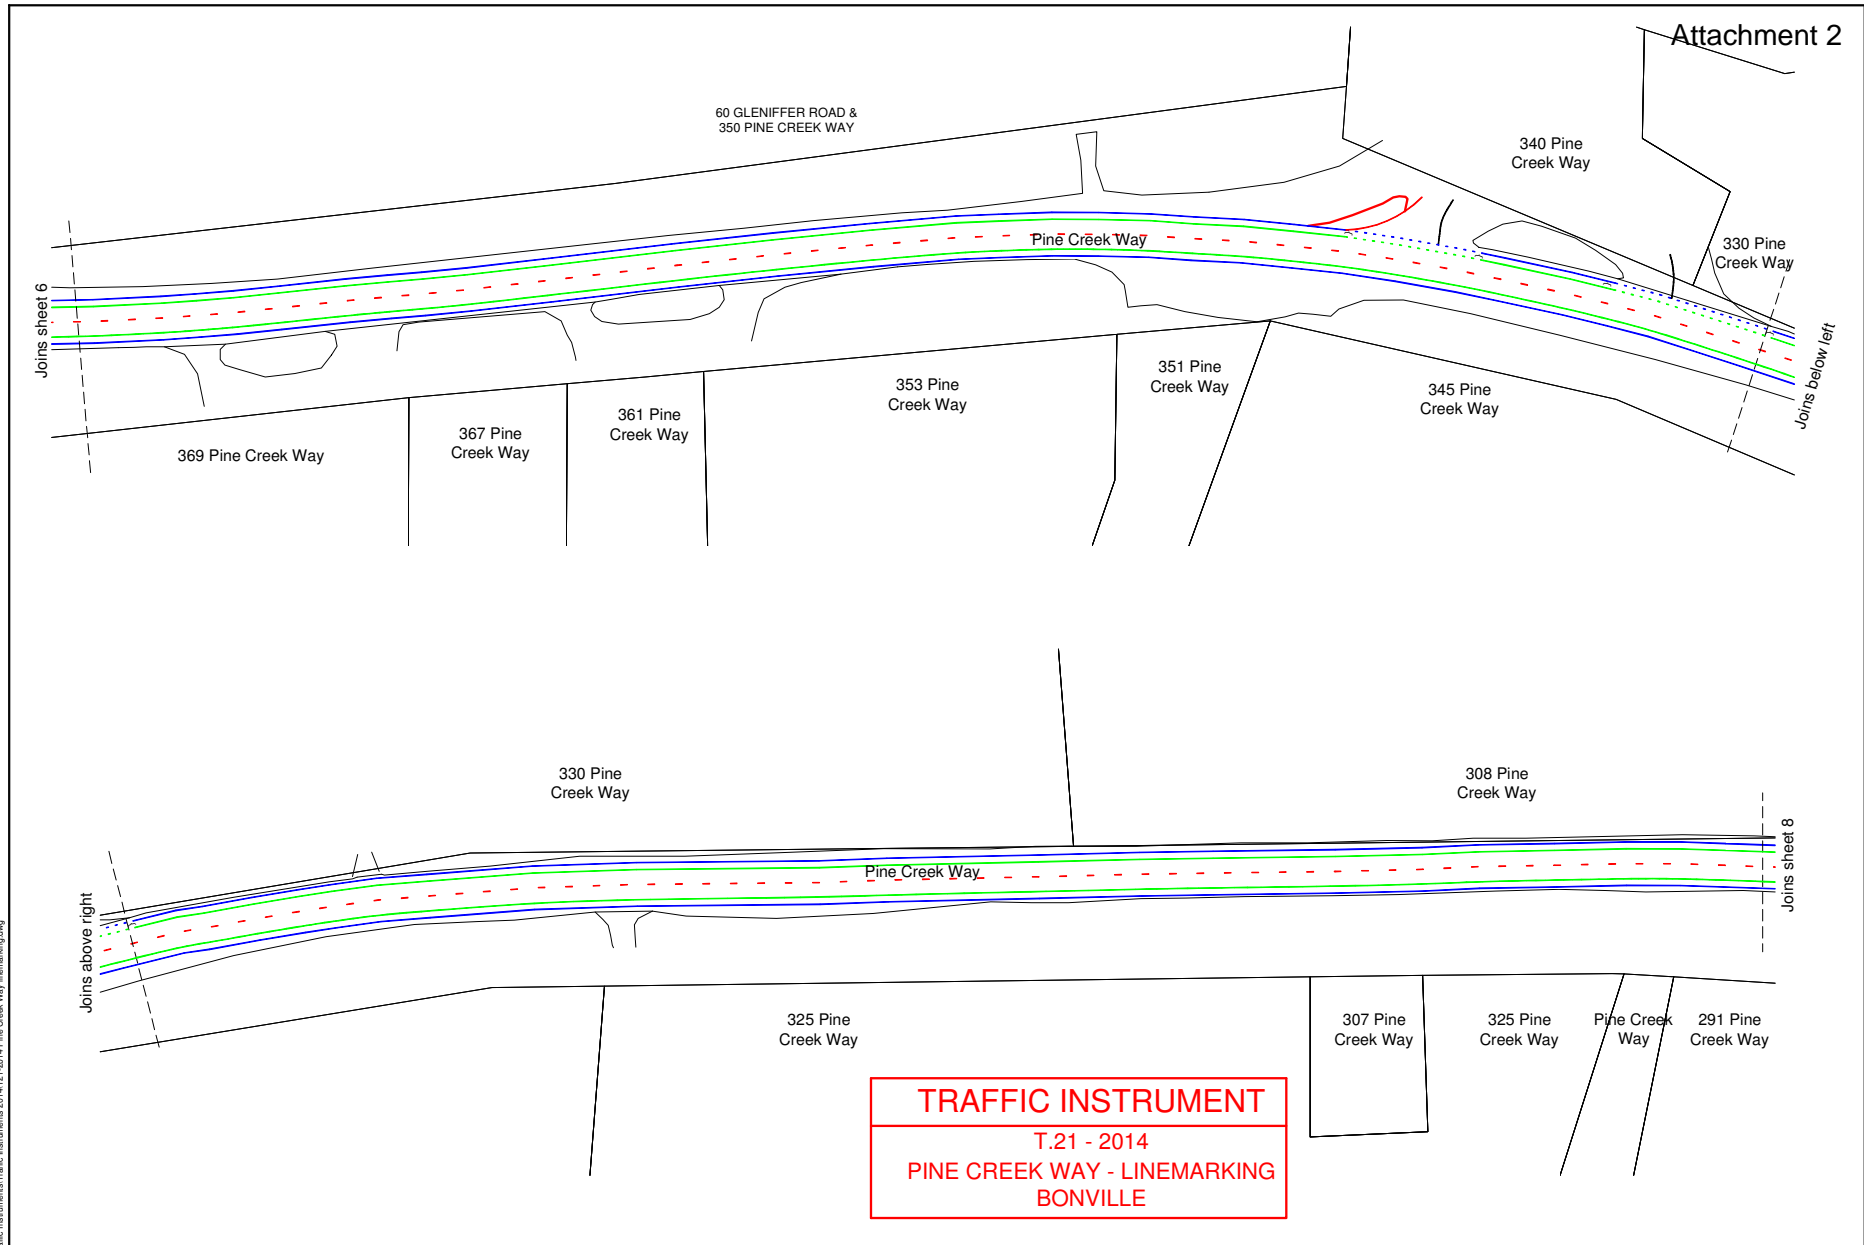 Attachment 2
60 GLENIFFER ROAD &
350 PINE CREEK WAY
340 Pine
Creek Way
330 Pine
Creek Way
Pine Creek Way
Joins sheet 6
Joins below left
369 Pine Creek Way
367 Pine
Creek Way
361 Pine
Creek Way
353 Pine
Creek Way
351 Pine
Creek Way
345 Pine
Creek Way
330 Pine
Creek Way
308 Pine
Creek Way
Pine Creek Way
Joins above right
Joins sheet 8
325 Pine
Creek Way
307 Pine
Creek Way
325 Pine
Creek Way
Pine Creek
Way
291 Pine
Creek Way
TRAFFIC INSTRUMENT
T.21 - 2014
PINE CREEK WAY - LINEMARKING
BONVILLE